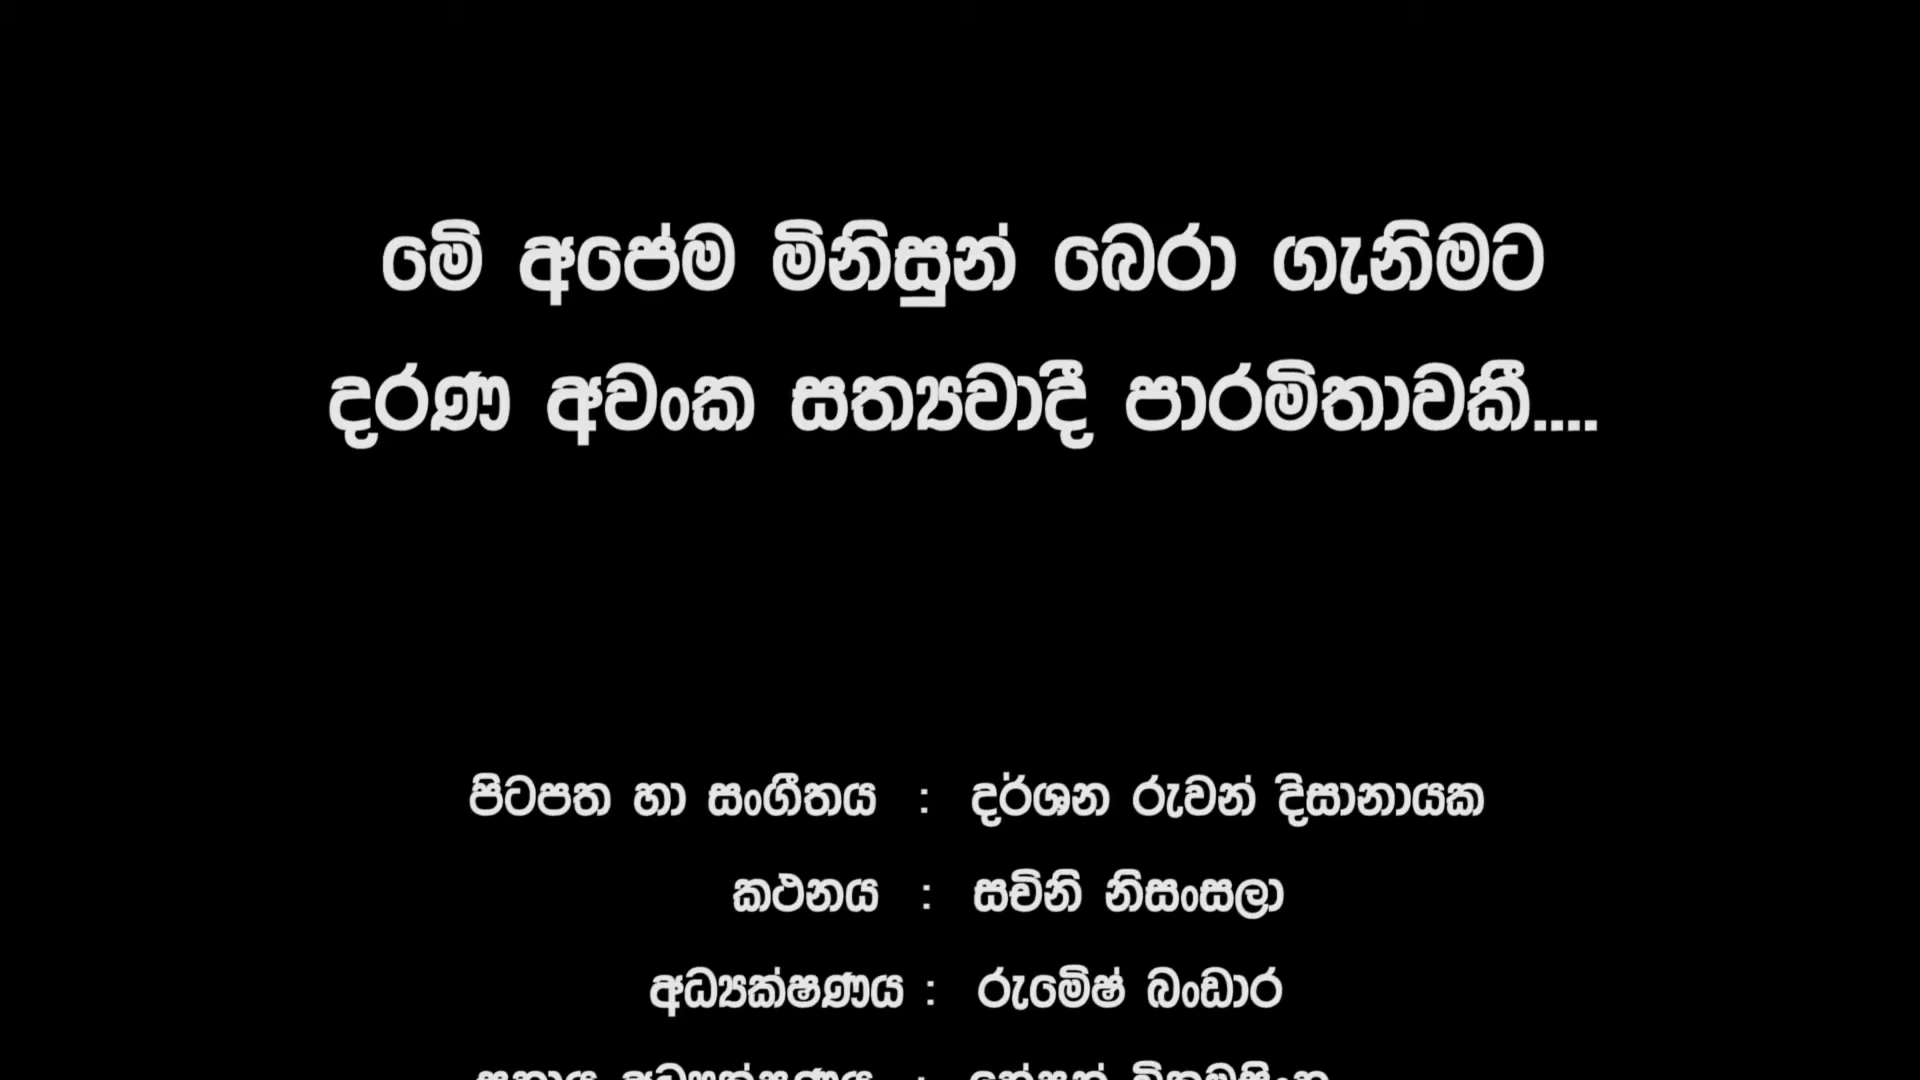 මේ අපේම මිනිසුන් බෙරා ගැනිමට
දරණ අවංක සත්‍යවාදී පාරමිතාවකී....
පිටපත හා සංගීතය : දර්ශන රුවන් දිසානායක
කථනය : සචිනි නිසංසලා
අධ්‍යක්ෂණය : රුමේෂ් බංඩාර